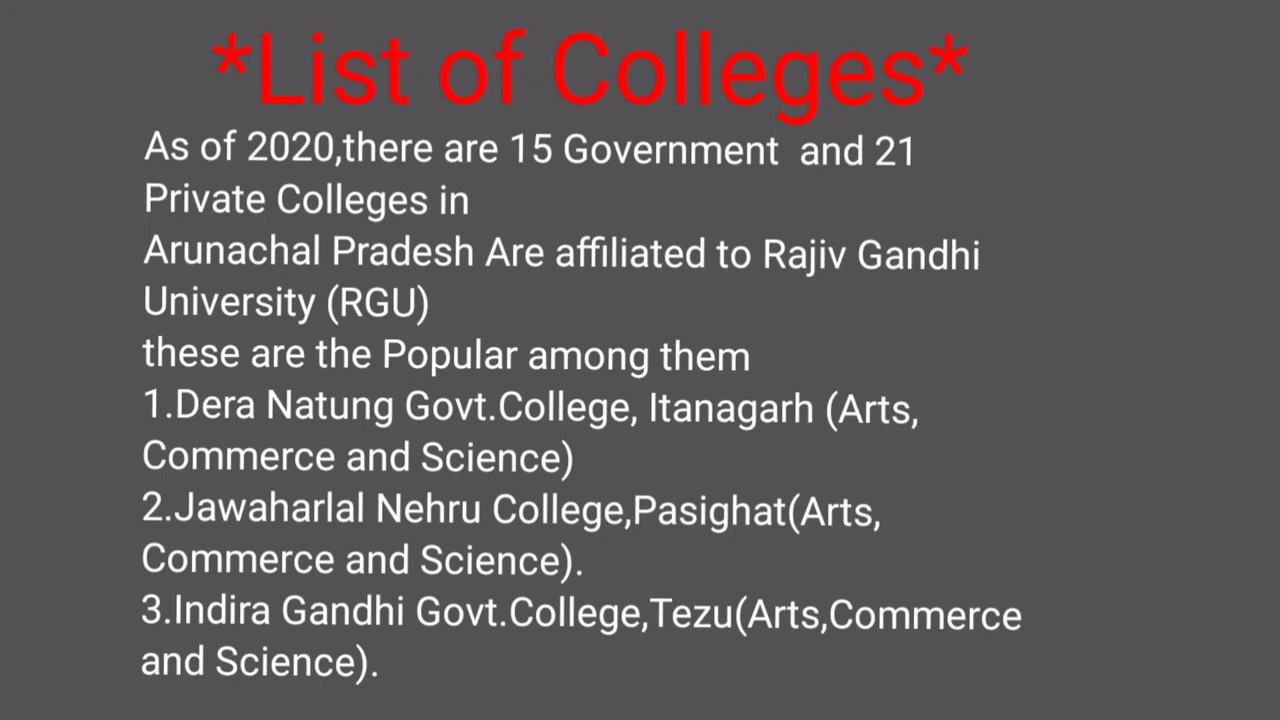 *List of Colleges*
As of 2020,there are 15 Government  and 21
Private Colleges in
Arunachal Pradesh Are affiliated to Rajiv Gandhi
University (RGU)
these are the Popular among them
1.Dera Natung Govt.College, Itanagarh (Arts,
Commerce and Science)
2.Jawaharlal Nehru College,Pasighat(Arts,
Commerce and Science).
3.Indira Gandhi Govt.College,Tezu(Arts,Commerce
and Science).